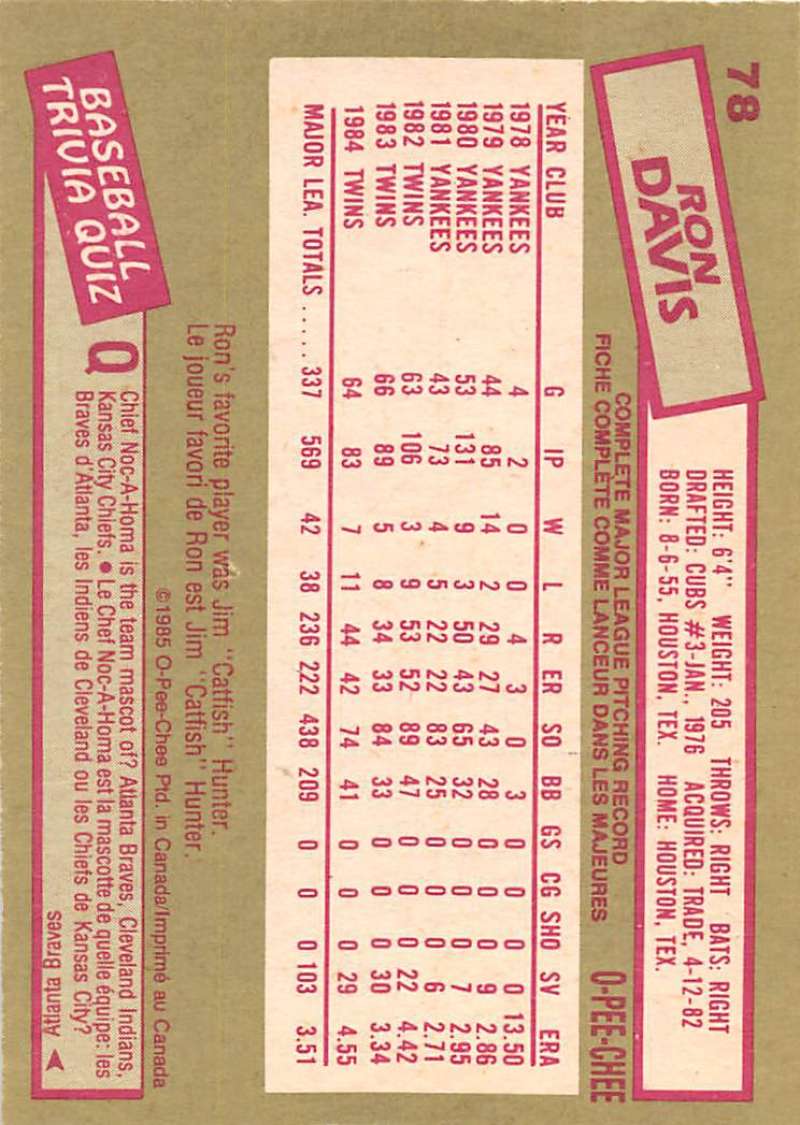 78
RON
DAVIS
HEIGHT: 6'4" WEIGHT: 205 THROWS: RIGHT BATS: RIGHT
DRAFTED: CUBS #3-JAN., 1976 ACQUIRED: TRADE, 4-12-82
BORN: 8-6-55, HOUSTON, TEX. HOME: HOUSTON, TEX.
COMPLETE MAJOR LEAGUE PITCHING RECORD
FICHE COMPLÈTE COMME LANCEUR DANS LES MAJEURES
O-PEE-CHEE
YEAR CLUB G IP W L R ER SO BB GS CG SHO SV ERA
1978 YANKEES 4 2 0 0 4 3 0 3 0 0 0 0 13.50
1979 YANKEES 44 85 14 2 29 27 43 28 0 0 0 9 2.86
1980 YANKEES 53 131 9 3 50 43 65 32 0 0 0 7 2.95
1981 YANKEES 43 73 4 5 22 22 83 25 0 0 0 6 2.71
1982 TWINS 63 106 3 9 53 52 89 47 0 0 0 22 4.42
1983 TWINS 66 89 5 8 34 33 84 33 0 0 0 30 3.34
1984 TWINS 64 83 7 11 44 42 74 41 0 0 0 29 4.55
MAJOR LEA. TOTALS ..... 337 569 42 38 236 222 438 209 0 0 0 103 3.51
Ron's favorite player was Jim "Catfish" Hunter.
Le joueur favori de Ron est Jim "Catfish" Hunter.
©1985 O-Pee-Chee Ptd. in Canada/Imprimé au Canada
BASEBALL
TRIVIA QUIZ
Q
Chief Noc-A-Homa is the team mascot of? Atlanta Braves, Cleveland Indians,
Kansas City Chiefs. • Le Chef Noc-A-Homa est la mascotte de quelle équipe: les
Braves d'Atlanta, les Indiens de Cleveland ou les Chiefs de Kansas City?
Atlanta Braves